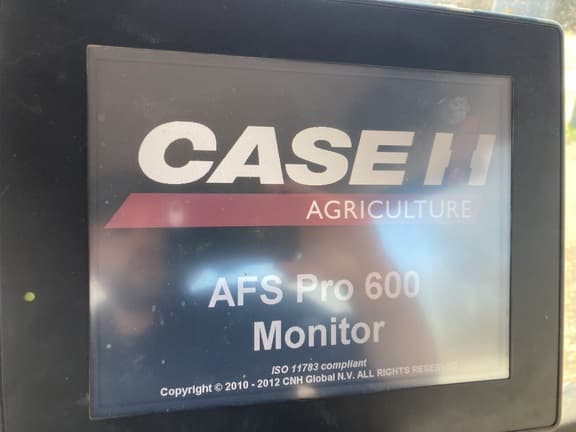 CASE IH
AGRICULTURE
AFS Pro 600
Monitor
ISO 11783 compliant
Copyright © 2010 - 2012 CNH Global N.V. ALL RIGHTS RESERVED